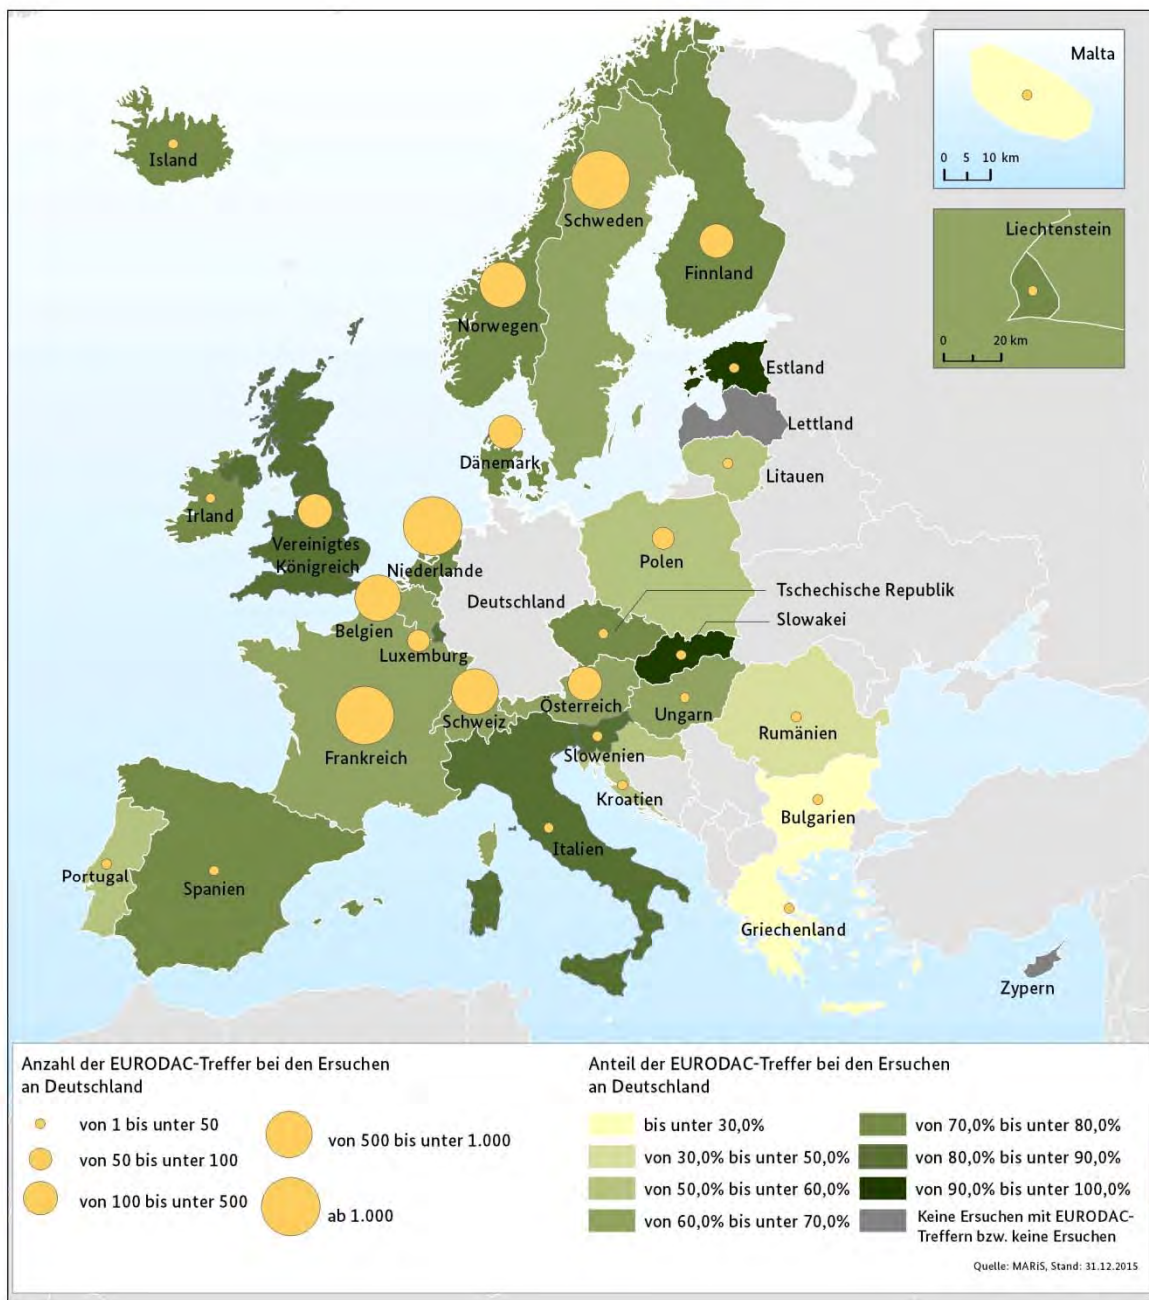 Malta
0 5 10 km
Island
Liechtenstein
0 20 km
Schweden
Finnland
Norwegen
Estland
Lettland
Dänemark
Litauen
Irland
Vereinigtes
Königreich
Niederlande
Polen
Deutschland
Tschechische Republik
Slowakei
Belgien
Luxemburg
Österreich
Schweiz
Ungarn
Rumänien
Frankreich
Slowenien
Kroatien
Bulgarien
Italien
Portugal
Spanien
Griechenland
Zypern
Anzahl der EURODAC-Treffer bei den Ersuchen
an Deutschland
von 1 bis unter 50
von 50 bis unter 100
von 100 bis unter 500
von 500 bis unter 1.000
ab 1.000
Anteil der EURODAC-Treffer bei den Ersuchen
an Deutschland
bis unter 30,0%
von 30,0% bis unter 50,0%
von 50,0% bis unter 60,0%
von 60,0% bis unter 70,0%
von 70,0% bis unter 80,0%
von 80,0% bis unter 90,0%
von 90,0% bis unter 100,0%
Keine Ersuchen mit EURODAC-
Treffern bzw. keine Ersuchen
Quelle: MARiS, Stand: 31.12.2015